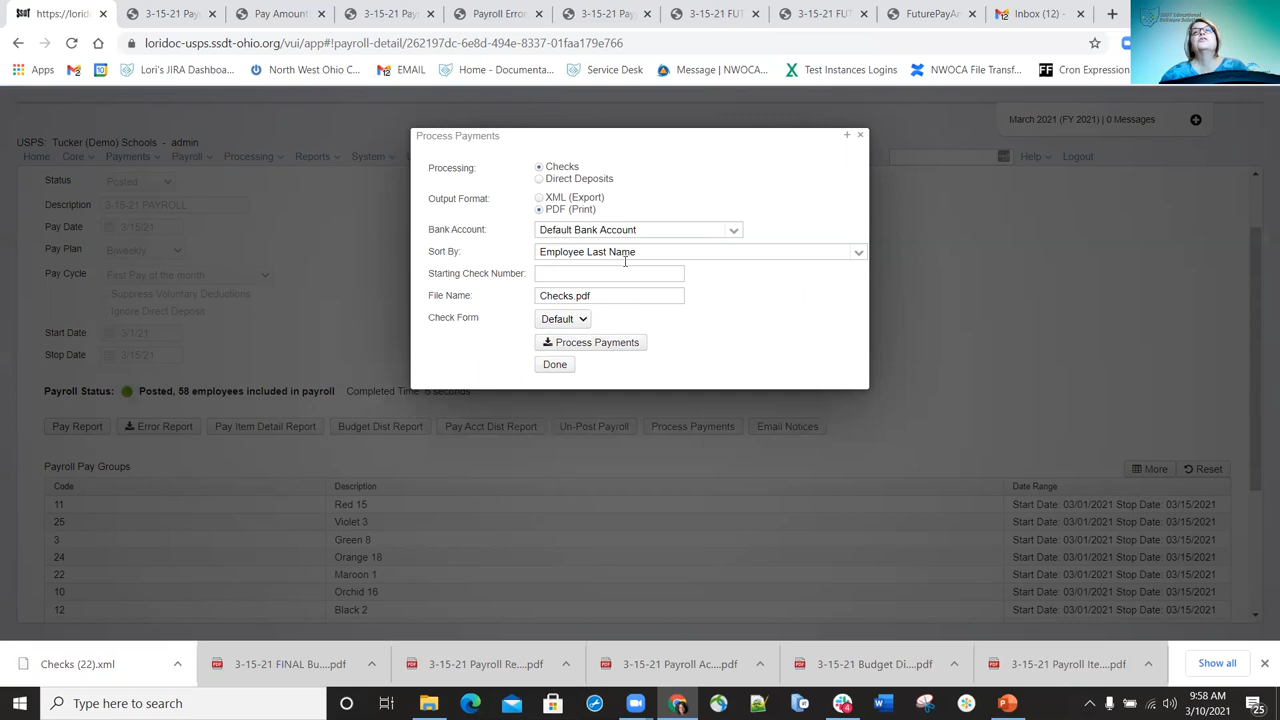 https://lorid
3-15-21 Pay
Pay Amount
3-15-21 Pay
New Error
3-15-21 Pay
3-15-21 FUT
3-15-21 FUT
FuturePayAm
Inbox (12) -
loridoc-usps.ssdt-ohio.org/vui/app#!payroll-detail/262197dc-6e8d-494e-8337-01faa179e766
Apps
North West Ohio C...
Lori's JIRA Dashboa...
EMAIL
Home - Documenta...
Service Desk
Message | NWOCA
Test Instances Logins
NWOCA File Transf...
Cron Expression
March 2021 (FY 2021) | 0 Messages
USPS: Tucker (Demo) Schools - admin
Home Core Payments Payroll Processing Reports System Help Logout
Process Payments
Processing: Checks
Direct Deposits
Output Format: XML (Export)
PDF (Print)
Bank Account: Default Bank Account
Sort By: Employee Last Name
Starting Check Number:
File Name: Checks.pdf
Check Form Default
Process Payments
Done
Status Posted
Description 3-15-21 PAYROLL
Pay Date 3/15/21
Pay Plan Biweekly
Pay Cycle First Pay of the month
Suppress Voluntary Deductions
Ignore Direct Deposit
Start Date 3/1/21
Stop Date 3/15/21
Payroll Status: Posted, 58 employees included in payroll Completed Time: 6 seconds
Pay Report Error Report Pay Item Detail Report Budget Dist Report Pay Acct Dist Report Un-Post Payroll Process Payments Email Notices
Payroll Pay Groups More Reset
Code Description Date Range
11 Red 15 Start Date: 03/01/2021 Stop Date: 03/15/2021
25 Violet 3 Start Date: 03/01/2021 Stop Date: 03/15/2021
3 Green 8 Start Date: 03/01/2021 Stop Date: 03/15/2021
24 Orange 18 Start Date: 03/01/2021 Stop Date: 03/15/2021
22 Maroon 1 Start Date: 03/01/2021 Stop Date: 03/15/2021
10 Orchid 16 Start Date: 03/01/2021 Stop Date: 03/15/2021
12 Black 2 Start Date: 03/01/2021 Stop Date: 03/15/2021
Checks (22).xml
3-15-21 FINAL Bu....pdf
3-15-21 Payroll Re....pdf
3-15-21 Payroll Ac....pdf
3-15-21 Budget Di....pdf
3-15-21 Payroll Ite....pdf
Show all
Type here to search
9:58 AM
3/10/2021
25